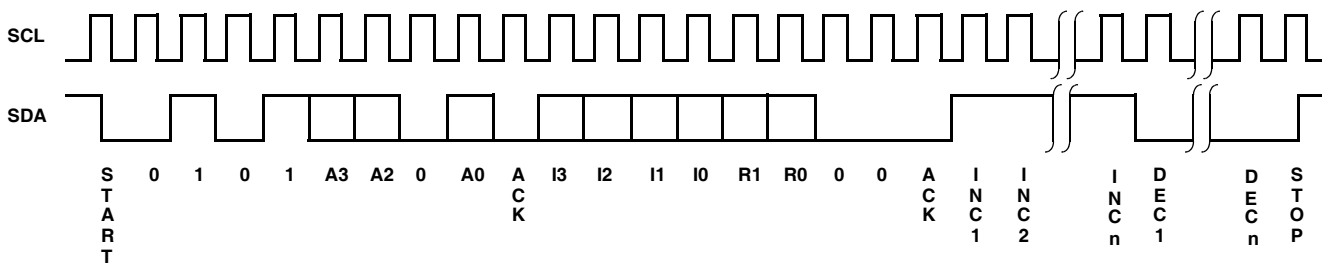 SCL
SDA
START 0 1 0 1 A3 A2 0 A0 ACK I3 I2 I1 I0 R1 R0 0 0 ACK INC1 INC2 INCn DEC1 DECn STOP